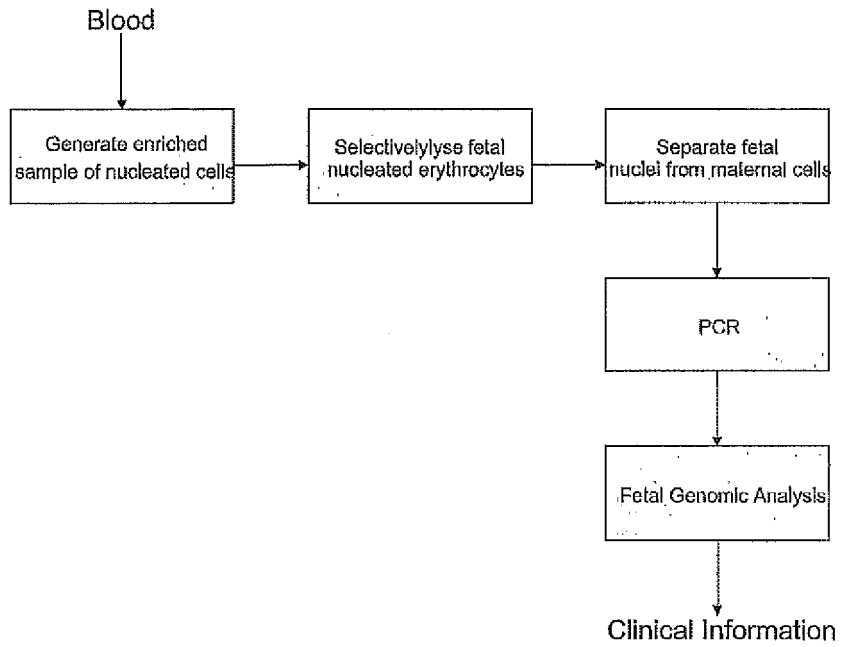 Blood
Generate enriched
sample of nucleated cells
Selectivelylyse fetal
nucleated erythrocytes
Separate fetal
nuclei from maternal cells
PCR
Fetal Genomic Analysis
Clinical Information